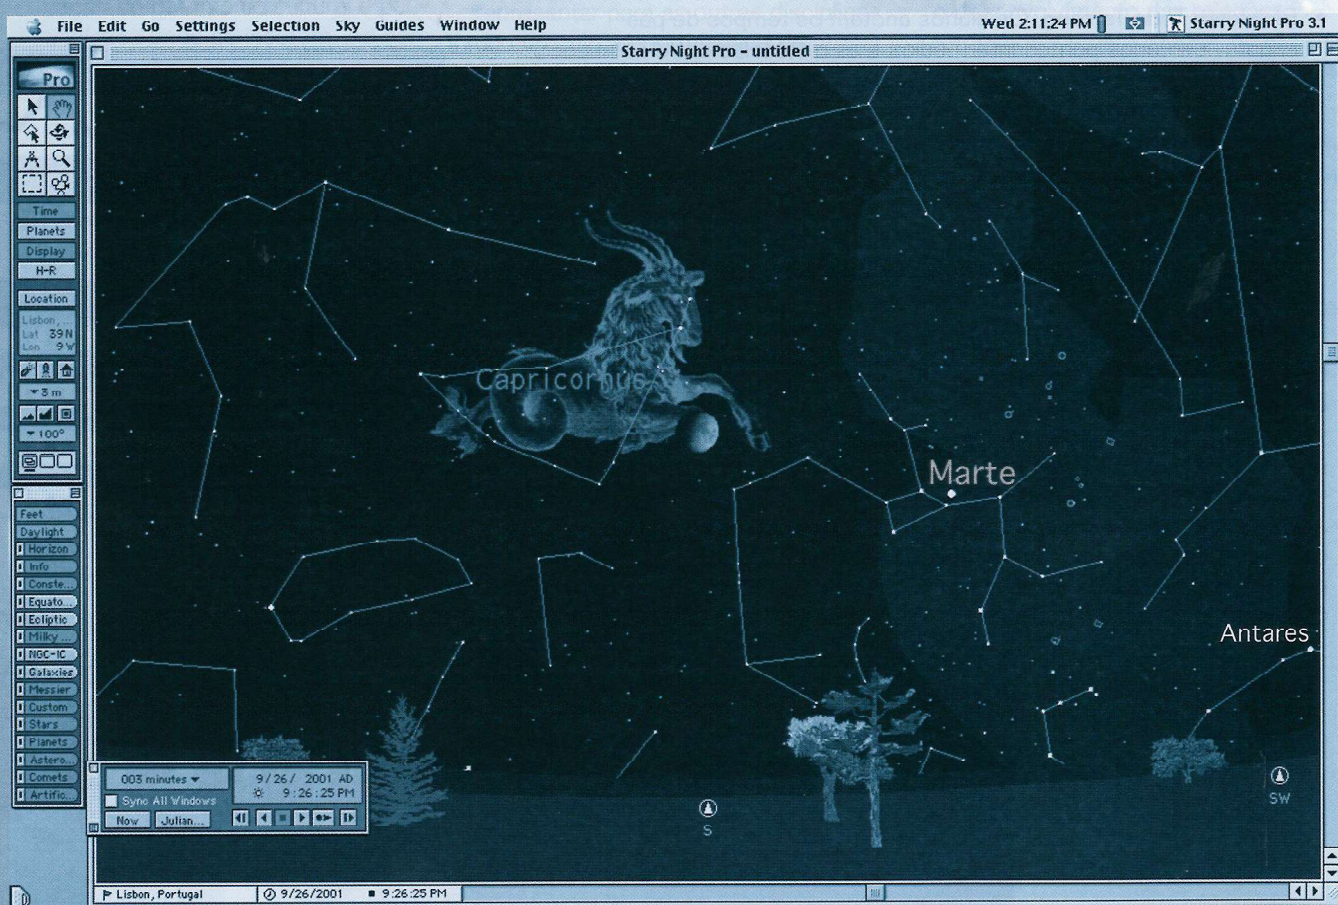 File Edit Go Settings Selection Sky Guides Window Help
Wed 2:11:24 PM
Starry Night Pro 3.1
Starry Night Pro - untitled
Pro
Time
Planets
Display
H-R
Location
Lisbon, ...
Lat 39 N
Lon 9 W
3 m
100°
Feet
Daylight
Horizon
Info
Conste...
Equato...
Ecliptic
Milky ...
NGC-IC
Galaxies
Messier
Custom
Stars
Planets
Astero...
Comets
Artific...
Capricornus
Marte
Antares
S
SW
003 minutes
9/26/ 2001 AD
9:26:25 PM
Sync All Windows
Now
Julian...
Lisbon, Portugal
9/26/2001
9:26:25 PM